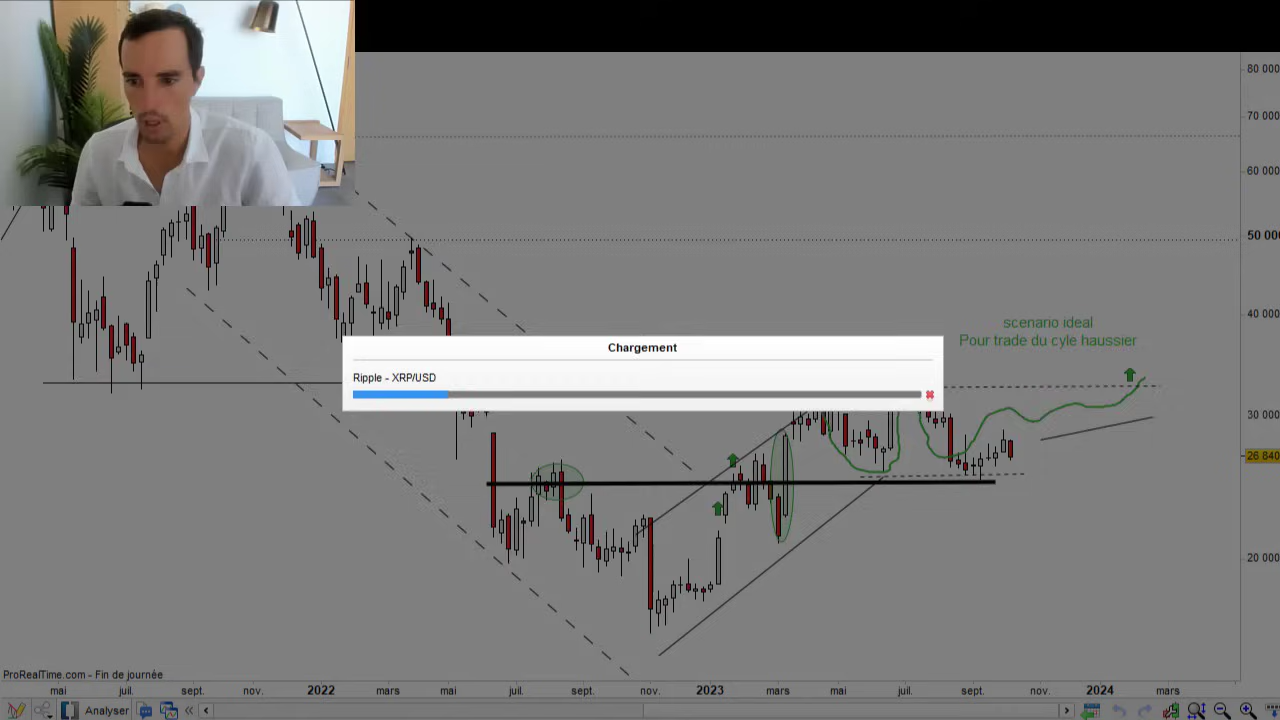 80 000
70 000
60 000
50 000
40 000
scenario ideal
Pour trade du cyle haussier
Chargement
Ripple - XRP/USD
30 000
26 840
20 000
ProRealTime.com - Fin de journée
mai juil. sept. nov. 2022 mars mai juil. sept. nov. 2023 mars mai juil. sept. nov. 2024 mars
Analyser